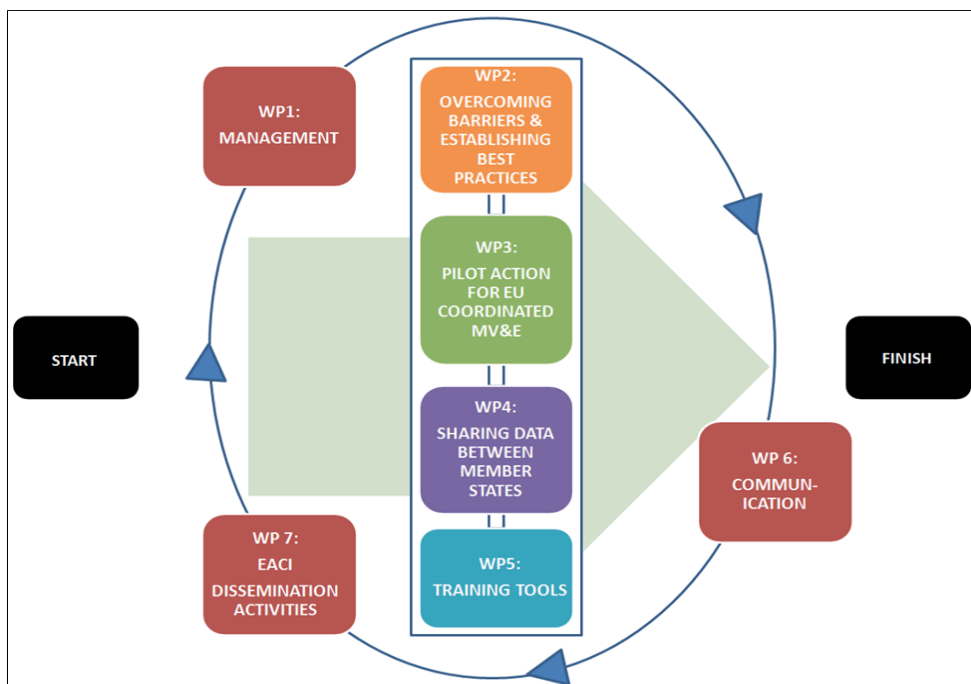 WP1:
MANAGEMENT
WP2:
OVERCOMING
BARRIERS &
ESTABLISHING
BEST
PRACTICES
WP3:
PILOT ACTION
FOR EU
COORDINATED
MV&E
START
FINISH
WP4:
SHARING DATA
BETWEEN
MEMBER
STATES
WP 6:
COMMUN-
ICATION
WP 7:
EACI
DISSEMINATION
ACTIVITIES
WP5:
TRAINING TOOLS